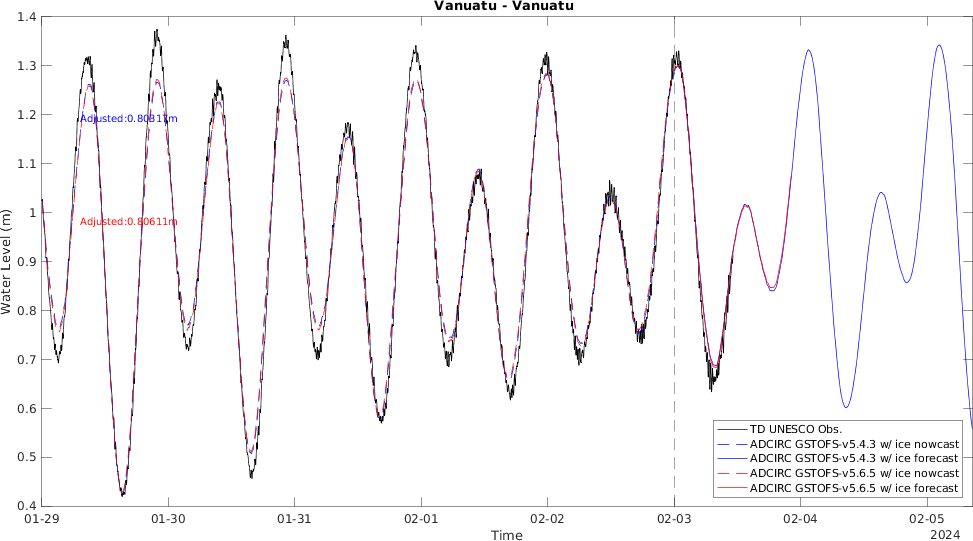 Vanuatu - Vanuatu
1.4
1.3
1.2
1.1
1
0.9
0.8
0.7
0.6
0.5
0.4
Water Level (m)
Adjusted:0.80817m
Adjusted:0.80611m
TD UNESCO Obs.
ADCIRC GSTOFS-v5.4.3 w/ ice nowcast
ADCIRC GSTOFS-v5.4.3 w/ ice forecast
ADCIRC GSTOFS-v5.6.5 w/ ice nowcast
ADCIRC GSTOFS-v5.6.5 w/ ice forecast
01-29 01-30 01-31 02-01 02-02 02-03 02-04 02-05
Time
2024